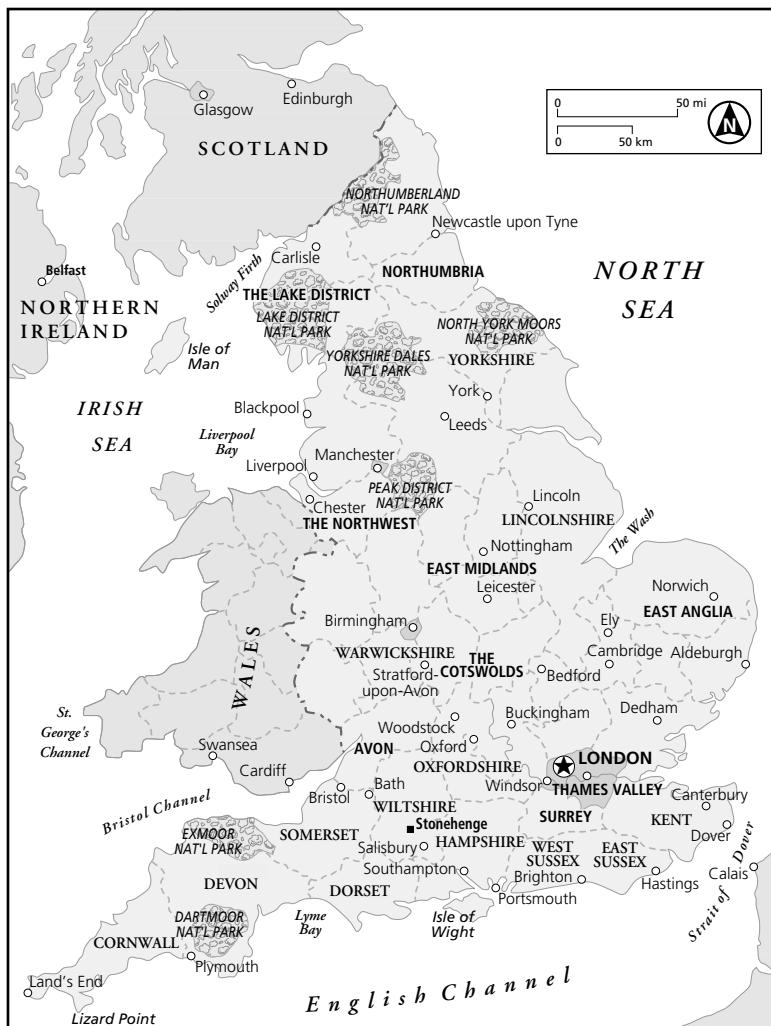 0
50 mi
0
50 km
N
Glasgow
Edinburgh
SCOTLAND
NORTHUMBERLAND
NAT'L PARK
Newcastle upon Tyne
Carlisle
Belfast
Solway Firth
NORTHUMBRIA
NORTH
SEA
NORTHERN
IRELAND
THE LAKE DISTRICT
LAKE DISTRICT
NAT'L PARK
NORTH YORK MOORS
NAT'L PARK
Isle of
Man
YORKSHIRE DALES
NAT'L PARK
YORKSHIRE
York
IRISH
SEA
Blackpool
Leeds
Liverpool
Bay
Manchester
Liverpool
PEAK DISTRICT
NAT'L PARK
Chester
THE NORTHWEST
Lincoln
LINCOLNSHIRE
The Wash
Nottingham
EAST MIDLANDS
Leicester
Norwich
EAST ANGLIA
Birmingham
Ely
WALES
WARWICKSHIRE
THE
COTSWOLDS
Stratford-
upon-Avon
Bedford
Cambridge
Aldeburgh
St.
George's
Channel
Woodstock
Buckingham
Dedham
Swansea
AVON
Oxford
LONDON
Cardiff
OXFORDSHIRE
Windsor
THAMES VALLEY
Bristol Channel
Bristol
Bath
WILTSHIRE
Canterbury
SURREY
KENT
Stonehenge
EXMOOR
NAT'L PARK
SOMERSET
Salisbury
HAMPSHIRE
WEST
SUSSEX
EAST
SUSSEX
Dover
Strait of Dover
Calais
DEVON
DORSET
Southampton
Brighton
Hastings
Portsmouth
DARTMOOR
NAT'L PARK
Lyme
Bay
Isle of
Wight
CORNWALL
Plymouth
Land's End
English Channel
Lizard Point